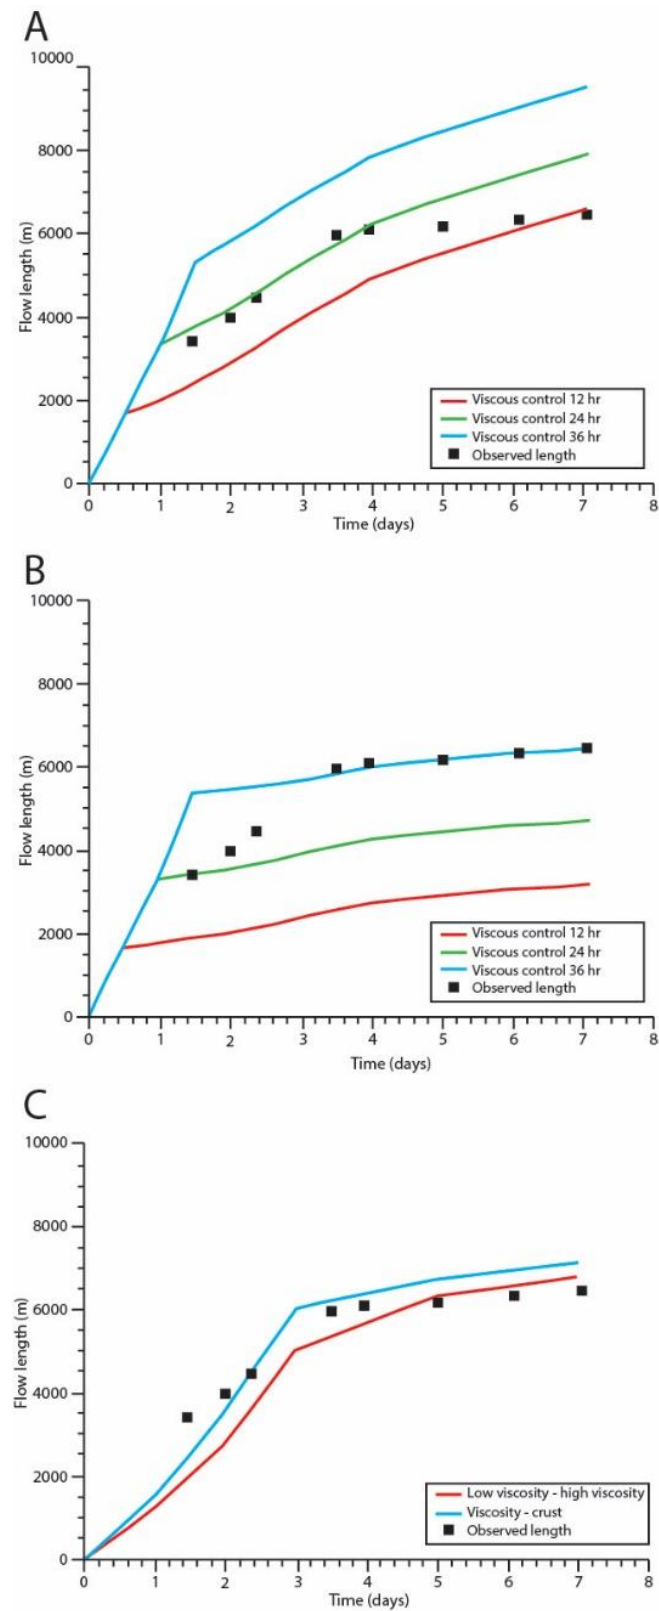 A
10000
8000
6000
4000
2000
0
Flow length (m)
Viscous control 12 hr
Viscous control 24 hr
Viscous control 36 hr
Observed length
0 1 2 3 4 5 6 7 8
Time (days)
B
10000
8000
6000
4000
2000
0
Flow length (m)
Viscous control 12 hr
Viscous control 24 hr
Viscous control 36 hr
Observed length
0 1 2 3 4 5 6 7 8
Time (days)
C
10000
8000
6000
4000
2000
0
Flow length (m)
Low viscosity - high viscosity
Viscosity - crust
Observed length
0 1 2 3 4 5 6 7 8
Time (days)